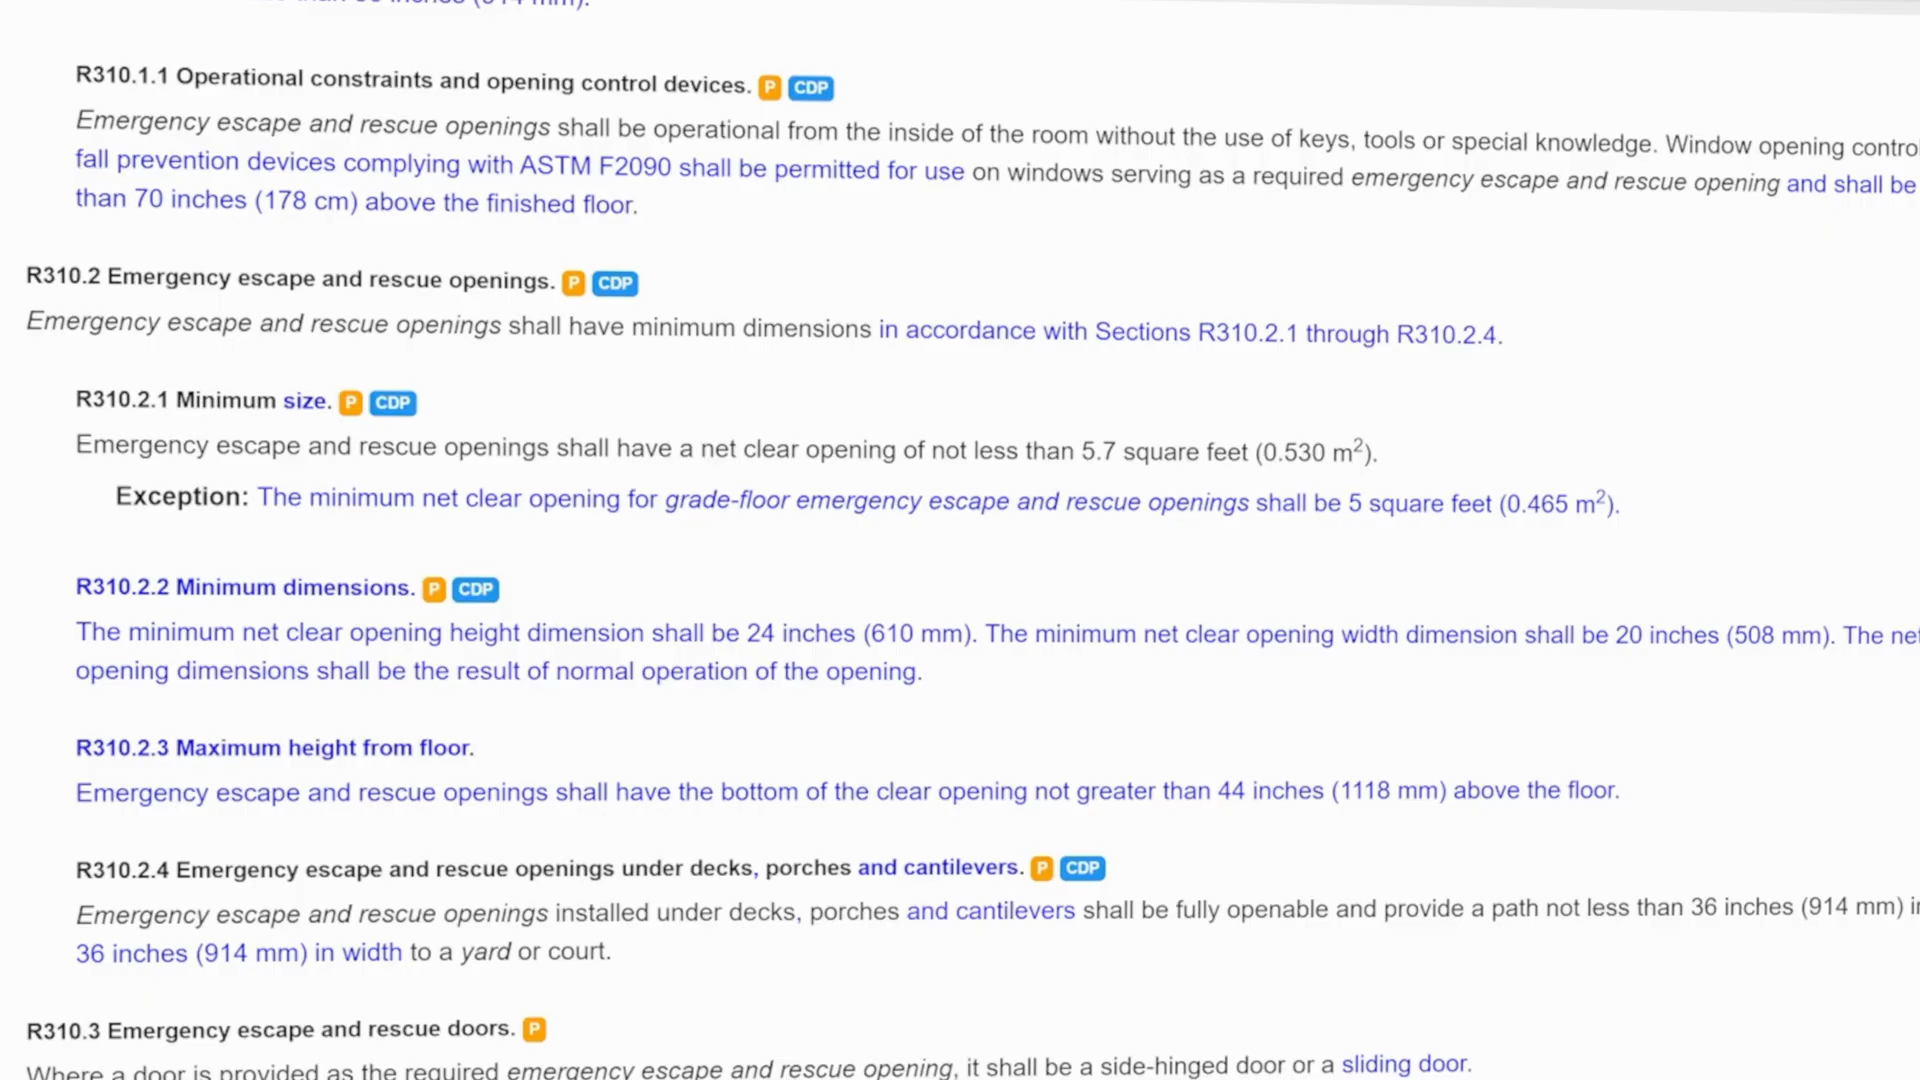 R310.1.1 Operational constraints and opening control devices. P CDP
Emergency escape and rescue openings shall be operational from the inside of the room without the use of keys, tools or special knowledge. Window opening contro
fall prevention devices complying with ASTM F2090 shall be permitted for use on windows serving as a required emergency escape and rescue opening and shall be
than 70 inches (178 cm) above the finished floor.
R310.2 Emergency escape and rescue openings. P CDP
Emergency escape and rescue openings shall have minimum dimensions in accordance with Sections R310.2.1 through R310.2.4.
R310.2.1 Minimum size. P CDP
Emergency escape and rescue openings shall have a net clear opening of not less than 5.7 square feet (0.530 m²).
Exception: The minimum net clear opening for grade-floor emergency escape and rescue openings shall be 5 square feet (0.465 m²).
R310.2.2 Minimum dimensions. P CDP
The minimum net clear opening height dimension shall be 24 inches (610 mm). The minimum net clear opening width dimension shall be 20 inches (508 mm). The net
opening dimensions shall be the result of normal operation of the opening.
R310.2.3 Maximum height from floor.
Emergency escape and rescue openings shall have the bottom of the clear opening not greater than 44 inches (1118 mm) above the floor.
R310.2.4 Emergency escape and rescue openings under decks, porches and cantilevers. P CDP
Emergency escape and rescue openings installed under decks, porches and cantilevers shall be fully openable and provide a path not less than 36 inches (914 mm) i
36 inches (914 mm) in width to a yard or court.
R310.3 Emergency escape and rescue doors. P
Where a door is provided as the required emergency escape and rescue opening, it shall be a side-hinged door or a sliding door.